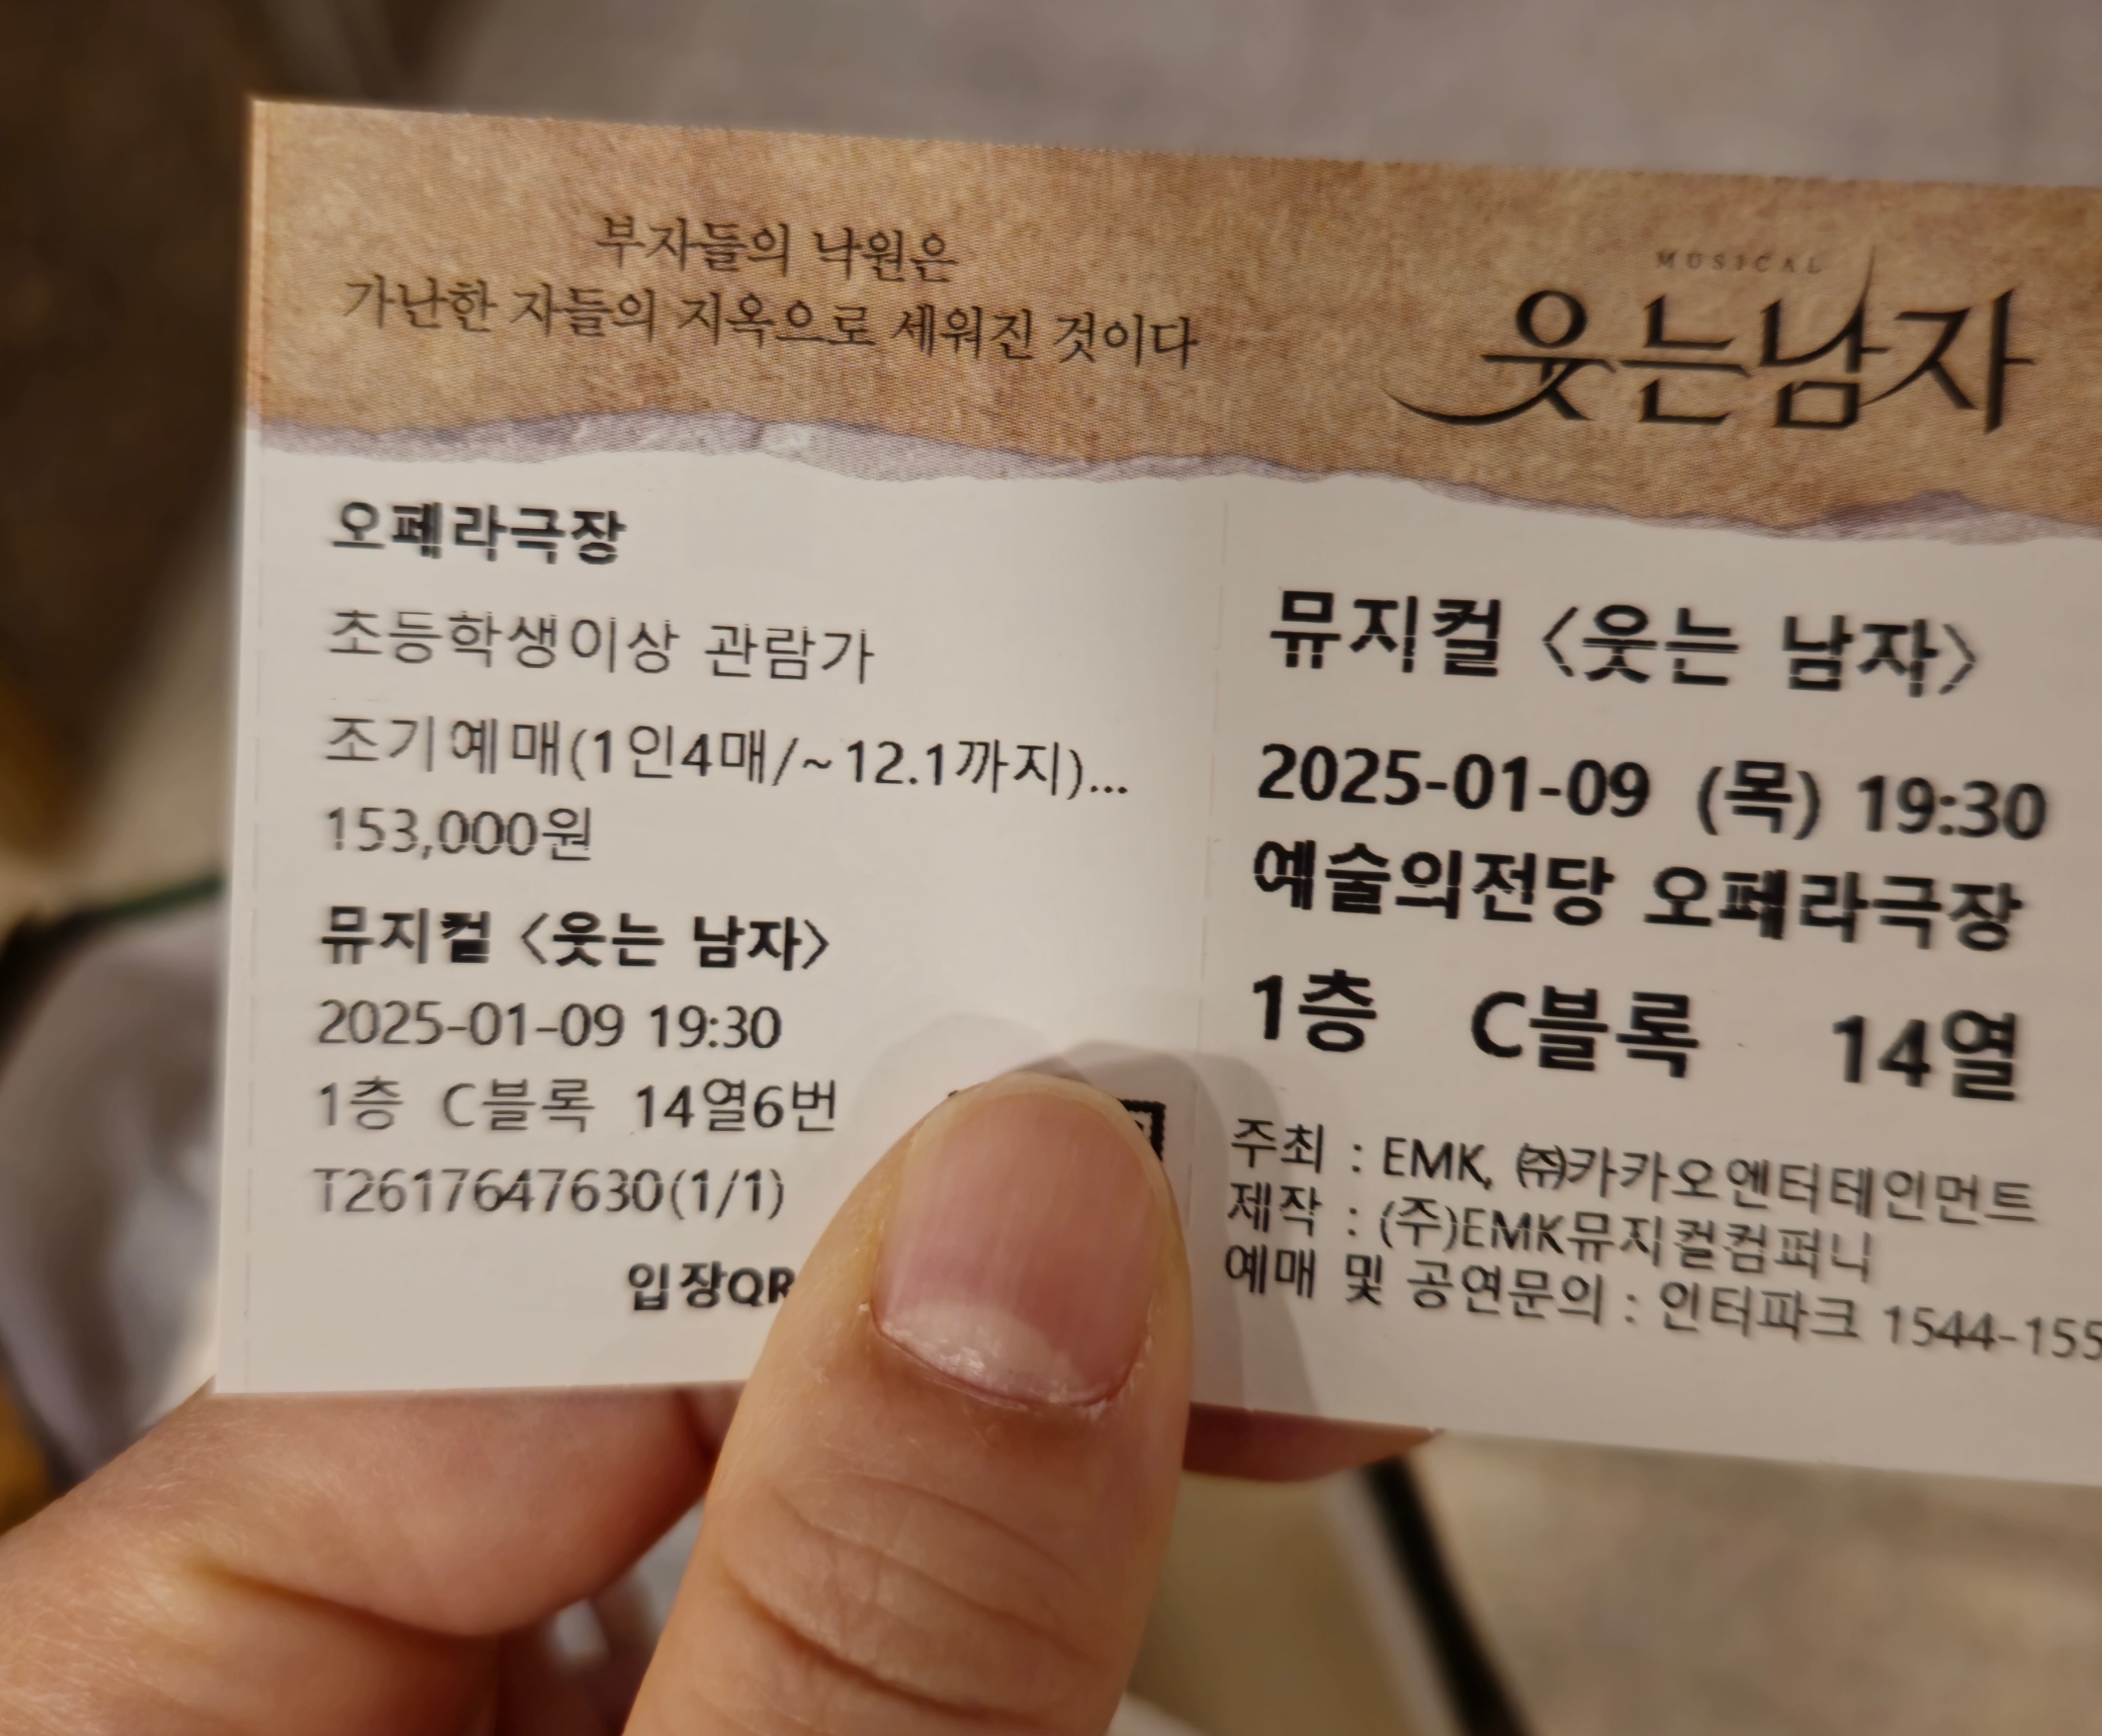 부자들의 낙원은
가난한 자들의 지옥으로 세워진 것이다
MUSICAL
웃는남자
오페라극장
초등학생이상 관람가
조기예매(1인4매/~12.1까지)...
153,000원
뮤지컬 <웃는 남자>
2025-01-09 19:30
1층 C블록 14열6번
T2617647630(1/1)
입장QR
뮤지컬 <웃는 남자>
2025-01-09 (목) 19:30
예술의전당 오페라극장
1층 C블록 14열
주최 : EMK, ㈜카카오엔터테인먼트
제작 : (주)EMK뮤지컬컴퍼니
예매 및 공연문의 : 인터파크 1544-155